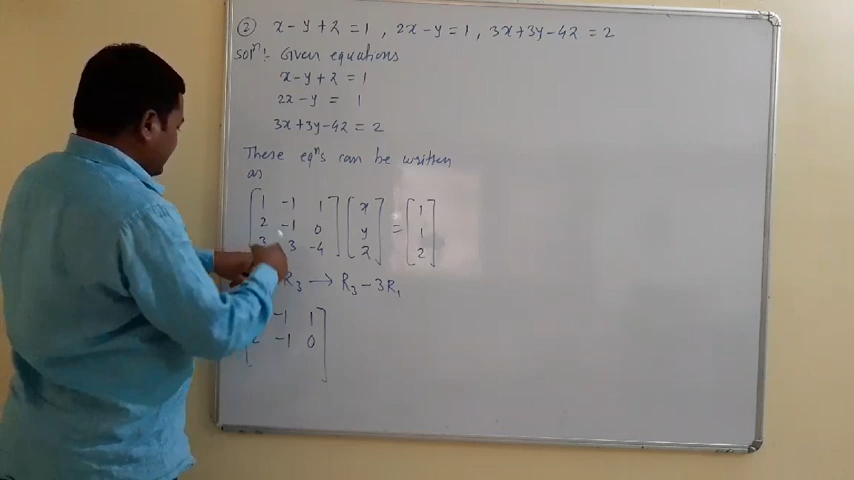 ② x-y+z=1, 2x-y=1, 3x+3y-4z=2
Solⁿ:- Given equations
x-y+z=1
2x-y = 1
3x+3y-4z=2
These eqⁿs can be written
as
[1 -1 1] [x] = [1]
[2 -1 0] [y] [1]
[3 3 -4] [z] [2]
R₃ → R₃-3R₁
-1 1
2 -1 0